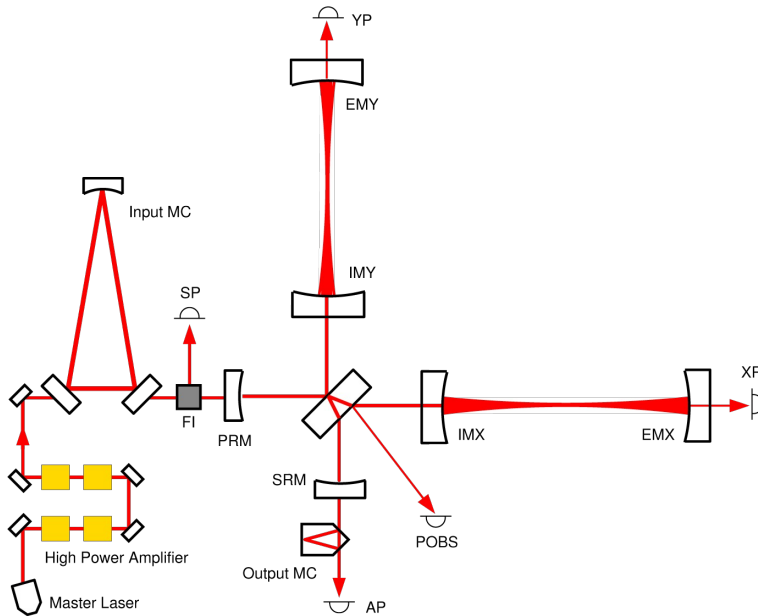 YP
EMY
Input MC
IMY
SP
XP
FI
PRM
IMX
EMX
SRM
POBS
High Power Amplifier
Output MC
Master Laser
AP